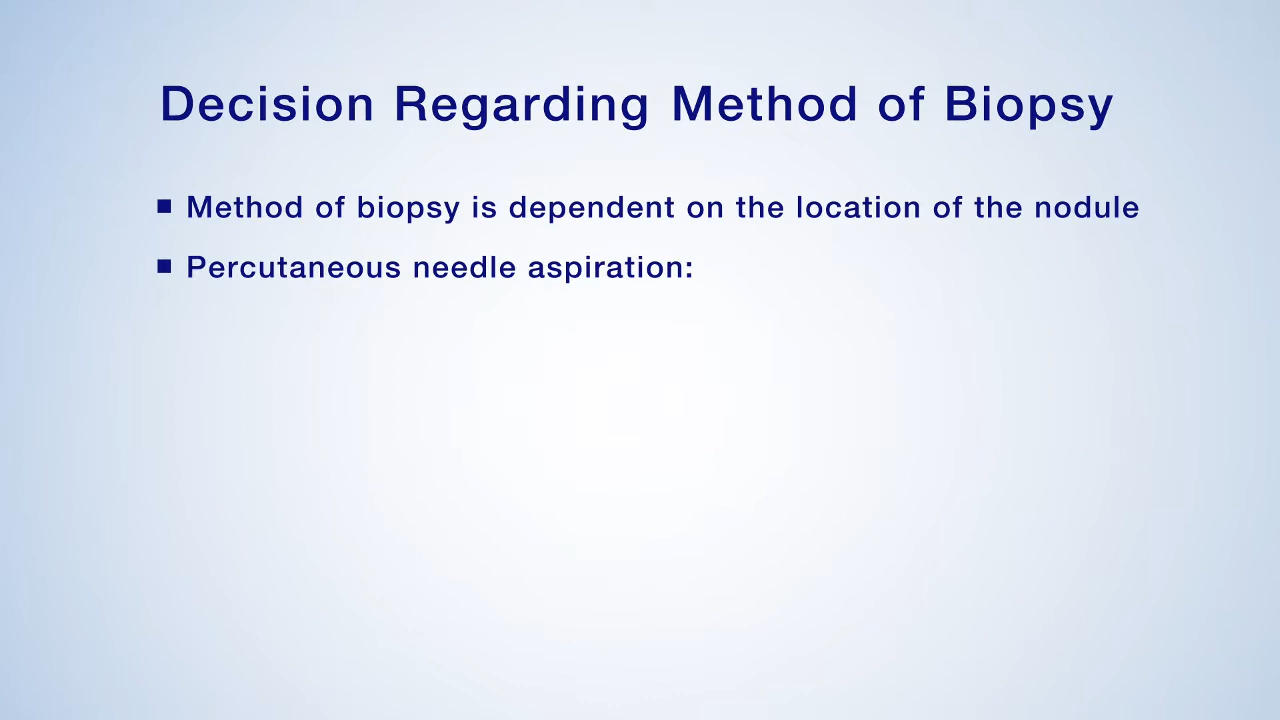 Decision Regarding Method of Biopsy
■ Method of biopsy is dependent on the location of the nodule
■ Percutaneous needle aspiration: